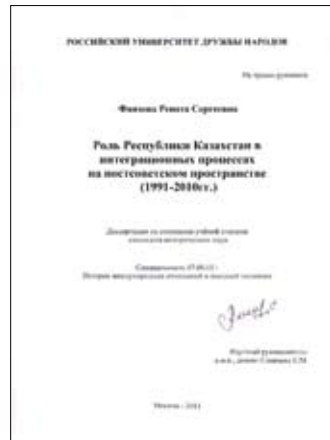 РОССИЙСКИЙ УНИВЕРСИТЕТ ДРУЖБЫ НАРОДОВ
На правах рукописи
Рената Сергеевна
Роль Республики Казахстан в
интеграционных процессах
на постсоветском пространстве
(1991-2010гг.)
Диссертация на соискание учёной степени
кандидата исторических наук
Специальность 07.00.15 -
История международных отношений и внешней политики
Научный руководитель:
к.и.н., доцент
Москва - 2011